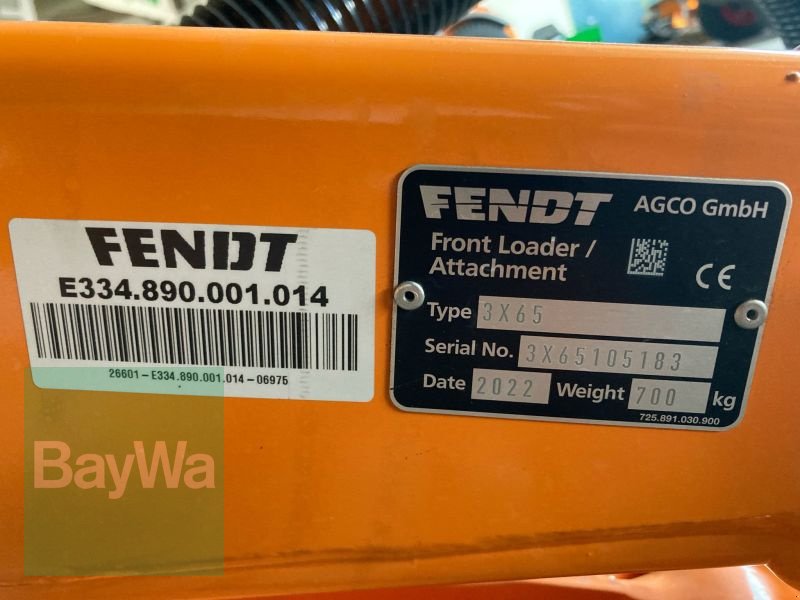 FENDT
E334.890.001.014
26601-E334.890.001.014-06975
FENDT AGCO GmbH
Front Loader /
Attachment
CE
Type 3X65
Serial No. 3X65105183
Date 2022 Weight 700 kg
725.891.030.900
BayWa